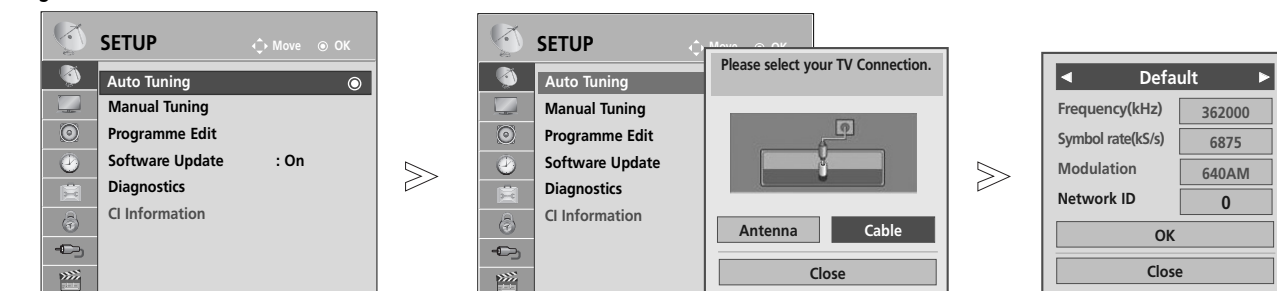 SETUP
Move OK
Auto Tuning
Manual Tuning
Programme Edit
Software Update : On
Diagnostics
CI Information
SETUP
Move OK
Auto Tuning
Manual Tuning
Programme Edit
Software Update
Diagnostics
CI Information
Please select your TV Connection.
Antenna Cable
Close
Default
Frequency(kHz) 362000
Symbol rate(kS/s) 6875
Modulation 640AM
Network ID 0
OK
Close